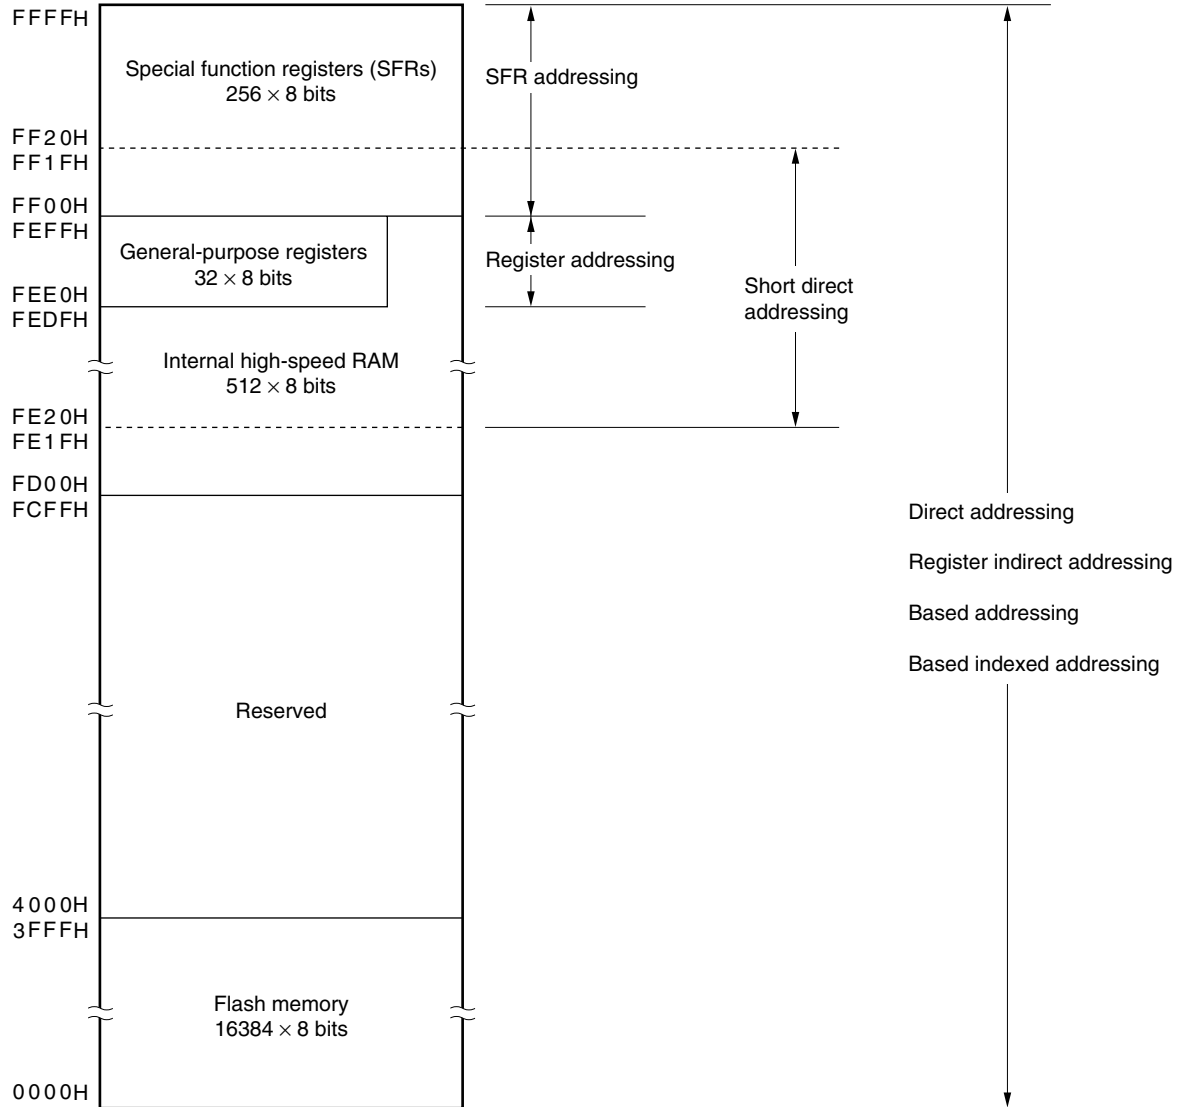 FFFFH
Special function registers (SFRs)
256 × 8 bits
SFR addressing
FF20H
FF1FH
FF00H
FEFFH
General-purpose registers
32 × 8 bits
Register addressing
Short direct
addressing
FEE0H
FEDFH
Internal high-speed RAM
512 × 8 bits
FE20H
FE1FH
FD00H
FCFFH
Direct addressing
Register indirect addressing
Based addressing
Based indexed addressing
Reserved
4000H
3FFFH
Flash memory
16384 × 8 bits
0000H